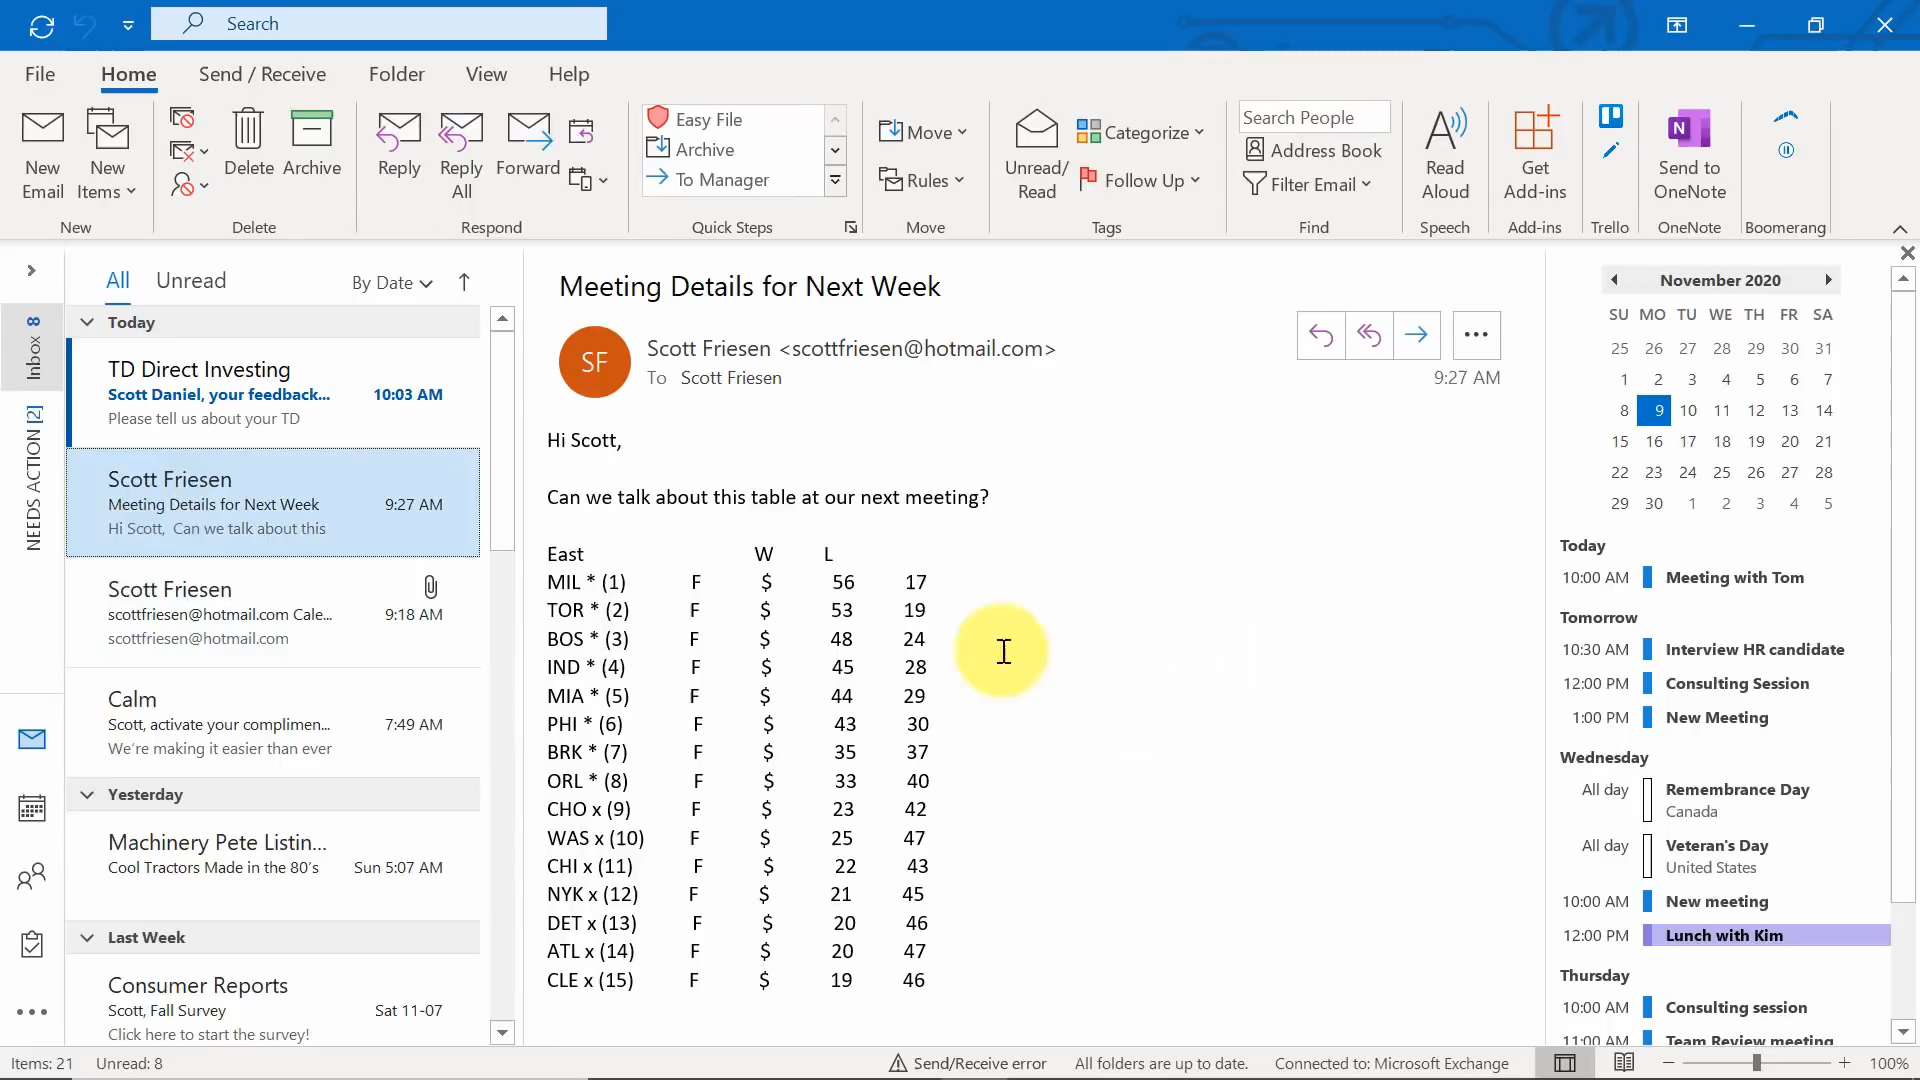 Search
File Home Send / Receive Folder View Help
New Email
New Items
New
Delete
Archive
Delete
Reply
Reply All
Forward
Respond
Easy File
Archive
To Manager
Quick Steps
Move
Rules
Move
Unread/ Read
Categorize
Follow Up
Tags
Search People
Address Book
Filter Email
Find
Read Aloud
Speech
Get Add-ins
Add-ins
Trello
N
Send to OneNote
OneNote
Boomerang
Inbox 8
NEEDS ACTION [2]
All Unread By Date
Today
TD Direct Investing
Scott Daniel, your feedback... 10:03 AM
Please tell us about your TD
Scott Friesen
Meeting Details for Next Week 9:27 AM
Hi Scott, Can we talk about this
Scott Friesen
scottfriesen@hotmail.com Cale... 9:18 AM
scottfriesen@hotmail.com
Calm
Scott, activate your complimen... 7:49 AM
We're making it easier than ever
Yesterday
Machinery Pete Listin...
Cool Tractors Made in the 80's Sun 5:07 AM
Last Week
Consumer Reports
Scott, Fall Survey Sat 11-07
Click here to start the survey!
Meeting Details for Next Week
SF
Scott Friesen <scottfriesen@hotmail.com>
To Scott Friesen
9:27 AM
Hi Scott,
Can we talk about this table at our next meeting?
East W L
MIL * (1) F $ 56 17
TOR * (2) F $ 53 19
BOS * (3) F $ 48 24
IND * (4) F $ 45 28
MIA * (5) F $ 44 29
PHI * (6) F $ 43 30
BRK * (7) F $ 35 37
ORL * (8) F $ 33 40
CHO x (9) F $ 23 42
WAS x (10) F $ 25 47
CHI x (11) F $ 22 43
NYK x (12) F $ 21 45
DET x (13) F $ 20 46
ATL x (14) F $ 20 47
CLE x (15) F $ 19 46
November 2020
SU MO TU WE TH FR SA
25 26 27 28 29 30 31
1 2 3 4 5 6 7
8 9 10 11 12 13 14
15 16 17 18 19 20 21
22 23 24 25 26 27 28
29 30 1 2 3 4 5
Today
10:00 AM Meeting with Tom
Tomorrow
10:30 AM Interview HR candidate
12:00 PM Consulting Session
1:00 PM New Meeting
Wednesday
All day Remembrance Day
Canada
All day Veteran's Day
United States
10:00 AM New meeting
12:00 PM Lunch with Kim
Thursday
10:00 AM Consulting session
11:00 AM Team Review meeting
Items: 21 Unread: 8 Send/Receive error All folders are up to date. Connected to: Microsoft Exchange 100%